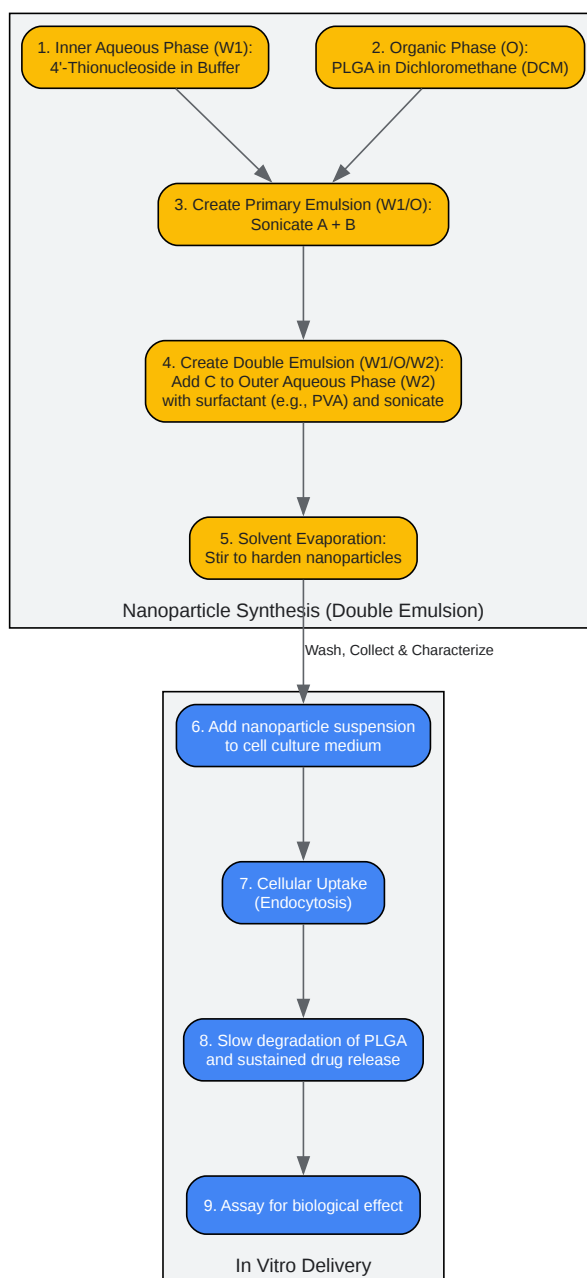 1. Inner Aqueous Phase (W1):
4'-Thionucleoside in Buffer
2. Organic Phase (O):
PLGA in Dichloromethane (DCM)
3. Create Primary Emulsion (W1/O):
Sonicate A + B
4. Create Double Emulsion (W1/O/W2):
Add C to Outer Aqueous Phase (W2)
with surfactant (e.g., PVA) and sonicate
5. Solvent Evaporation:
Stir to harden nanoparticles
Nanoparticle Synthesis (Double Emulsion)
Wash, Collect & Characterize
6. Add nanoparticle suspension
to cell culture medium
7. Cellular Uptake
(Endocytosis)
8. Slow degradation of PLGA
and sustained drug release
9. Assay for biological effect
In Vitro Delivery